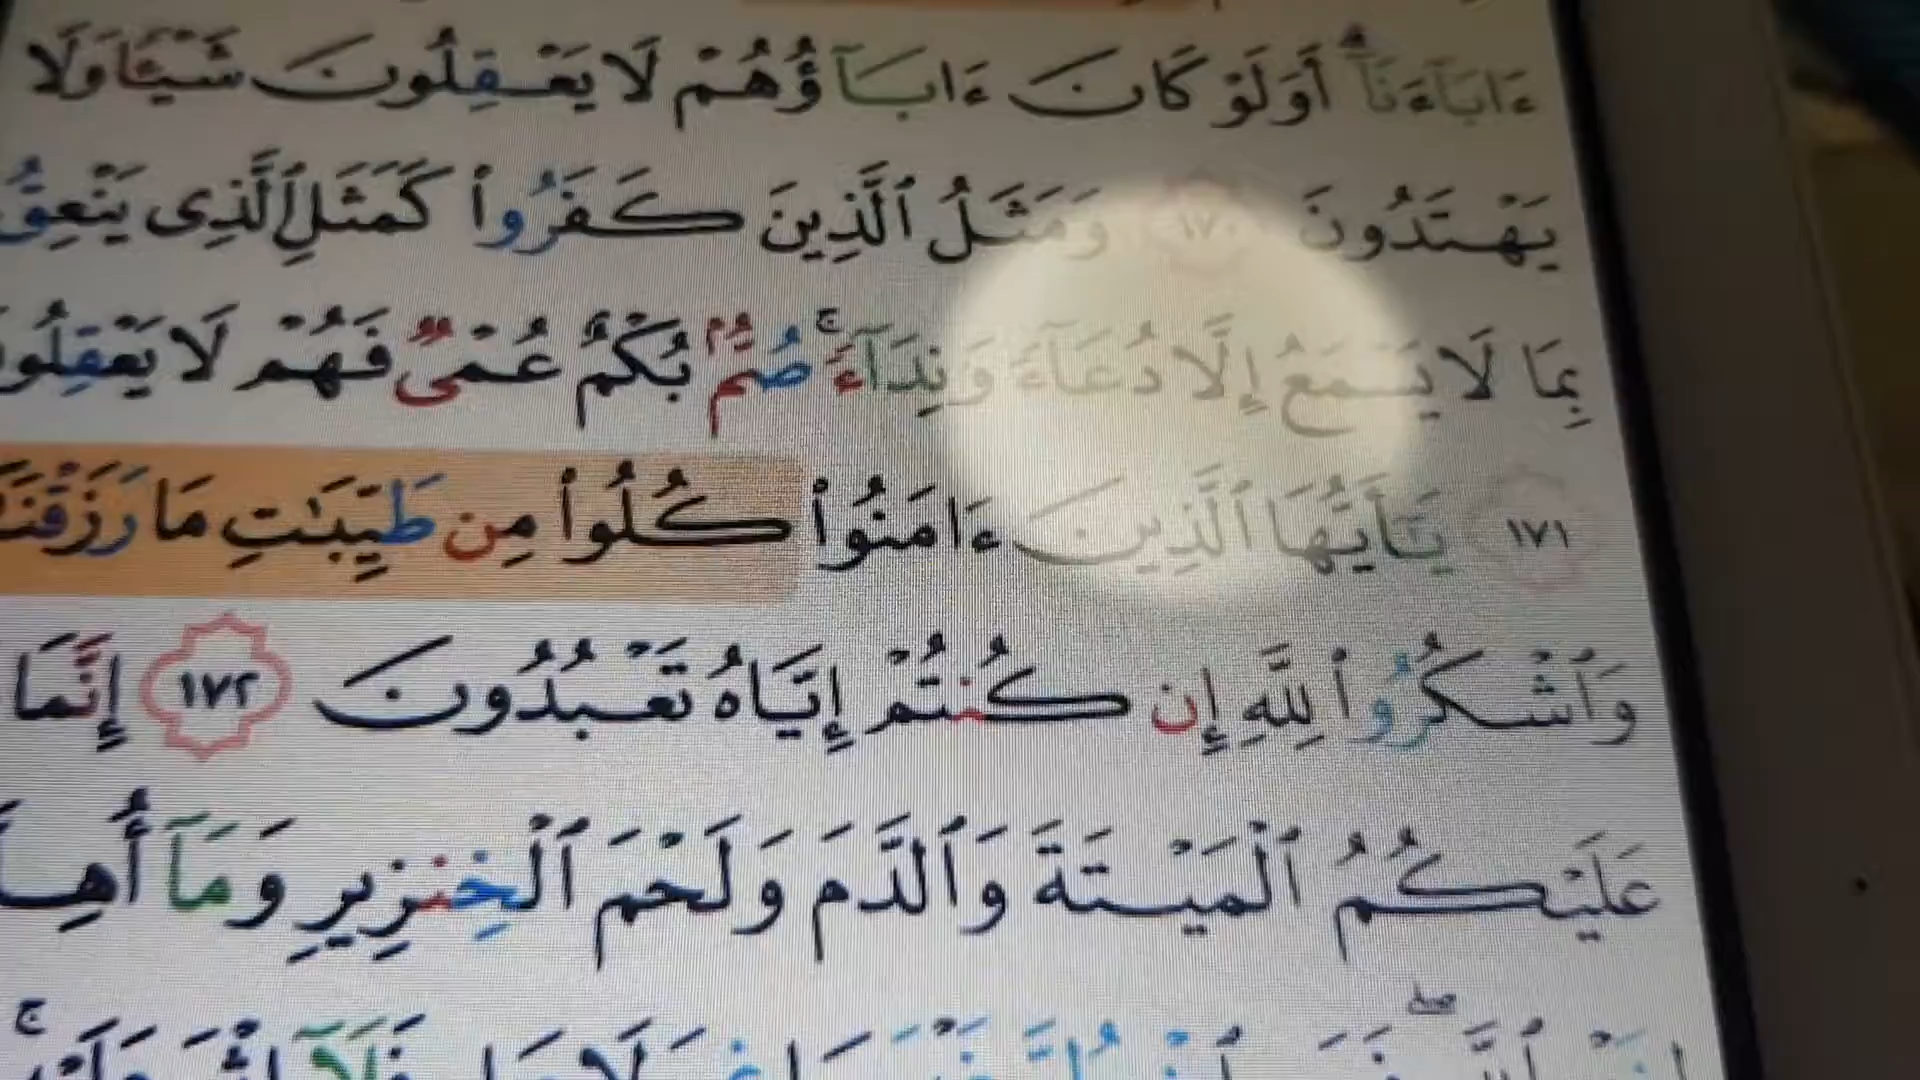 ءَابَآءَنَآ أَوَلَوْ كَانَ ءَابَآؤُهُمْ لَا يَعْقِلُونَ شَيْـًٔا وَلَا
يَهْتَدُونَ ١٧٠ وَمَثَلُ ٱلَّذِينَ كَفَرُوا۟ كَمَثَلِ ٱلَّذِى يَنْعِقُ
بِمَا لَا يَسْمَعُ إِلَّا دُعَآءً وَنِدَآءً ۚ صُمٌّۢ بُكْمٌ عُمْىٌ فَهُمْ لَا يَعْقِلُو
١٧١ يَـٰٓأَيُّهَا ٱلَّذِينَ ءَامَنُوا۟ كُلُوا۟ مِن طَيِّبَـٰتِ مَا رَزَقْنَـ
وَٱشْكُرُوا۟ لِلَّهِ إِن كُنتُمْ إِيَّاهُ تَعْبُدُونَ ١٧٢ إِنَّمَا
عَلَيْكُمُ ٱلْمَيْتَةَ وَٱلدَّمَ وَلَحْمَ ٱلْخِنزِيرِ وَمَآ أُهِـ